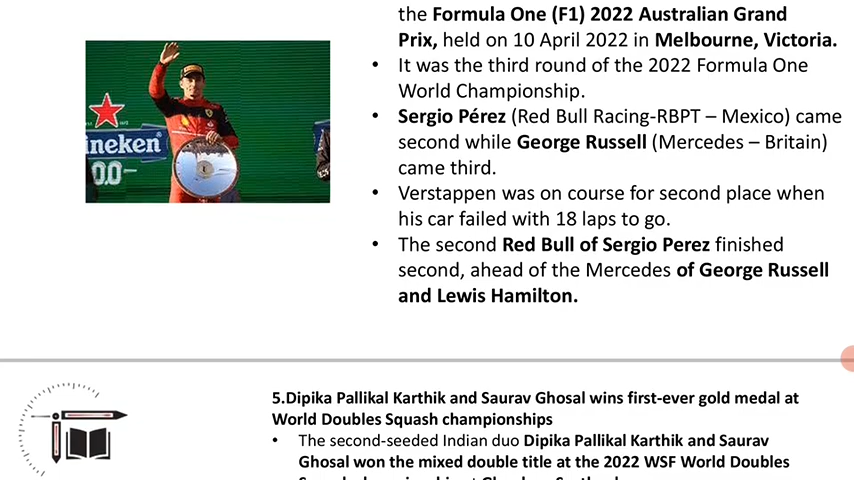 the Formula One (F1) 2022 Australian Grand
Prix, held on 10 April 2022 in Melbourne, Victoria.
• It was the third round of the 2022 Formula One
World Championship.
• Sergio Pérez (Red Bull Racing-RBPT – Mexico) came
second while George Russell (Mercedes – Britain)
came third.
• Verstappen was on course for second place when
his car failed with 18 laps to go.
• The second Red Bull of Sergio Perez finished
second, ahead of the Mercedes of George Russell
and Lewis Hamilton.
ineken
0.0
5.Dipika Pallikal Karthik and Saurav Ghosal wins first-ever gold medal at
World Doubles Squash championships
• The second-seeded Indian duo Dipika Pallikal Karthik and Saurav
Ghosal won the mixed double title at the 2022 WSF World Doubles